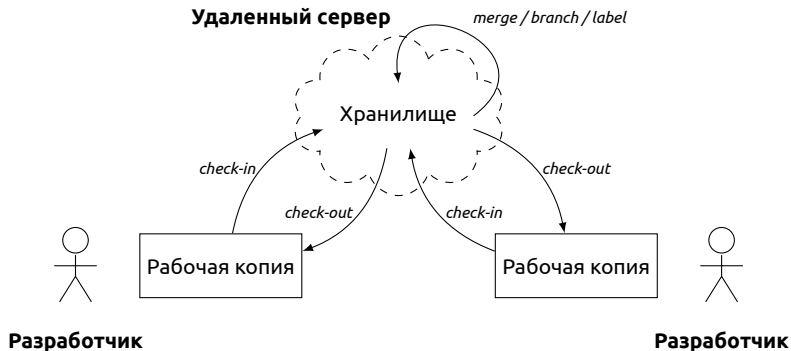 Удаленный сервер
merge / branch / label
Хранилище
check-in
check-out
check-out
check-in
Рабочая копия
Рабочая копия
Разработчик
Разработчик